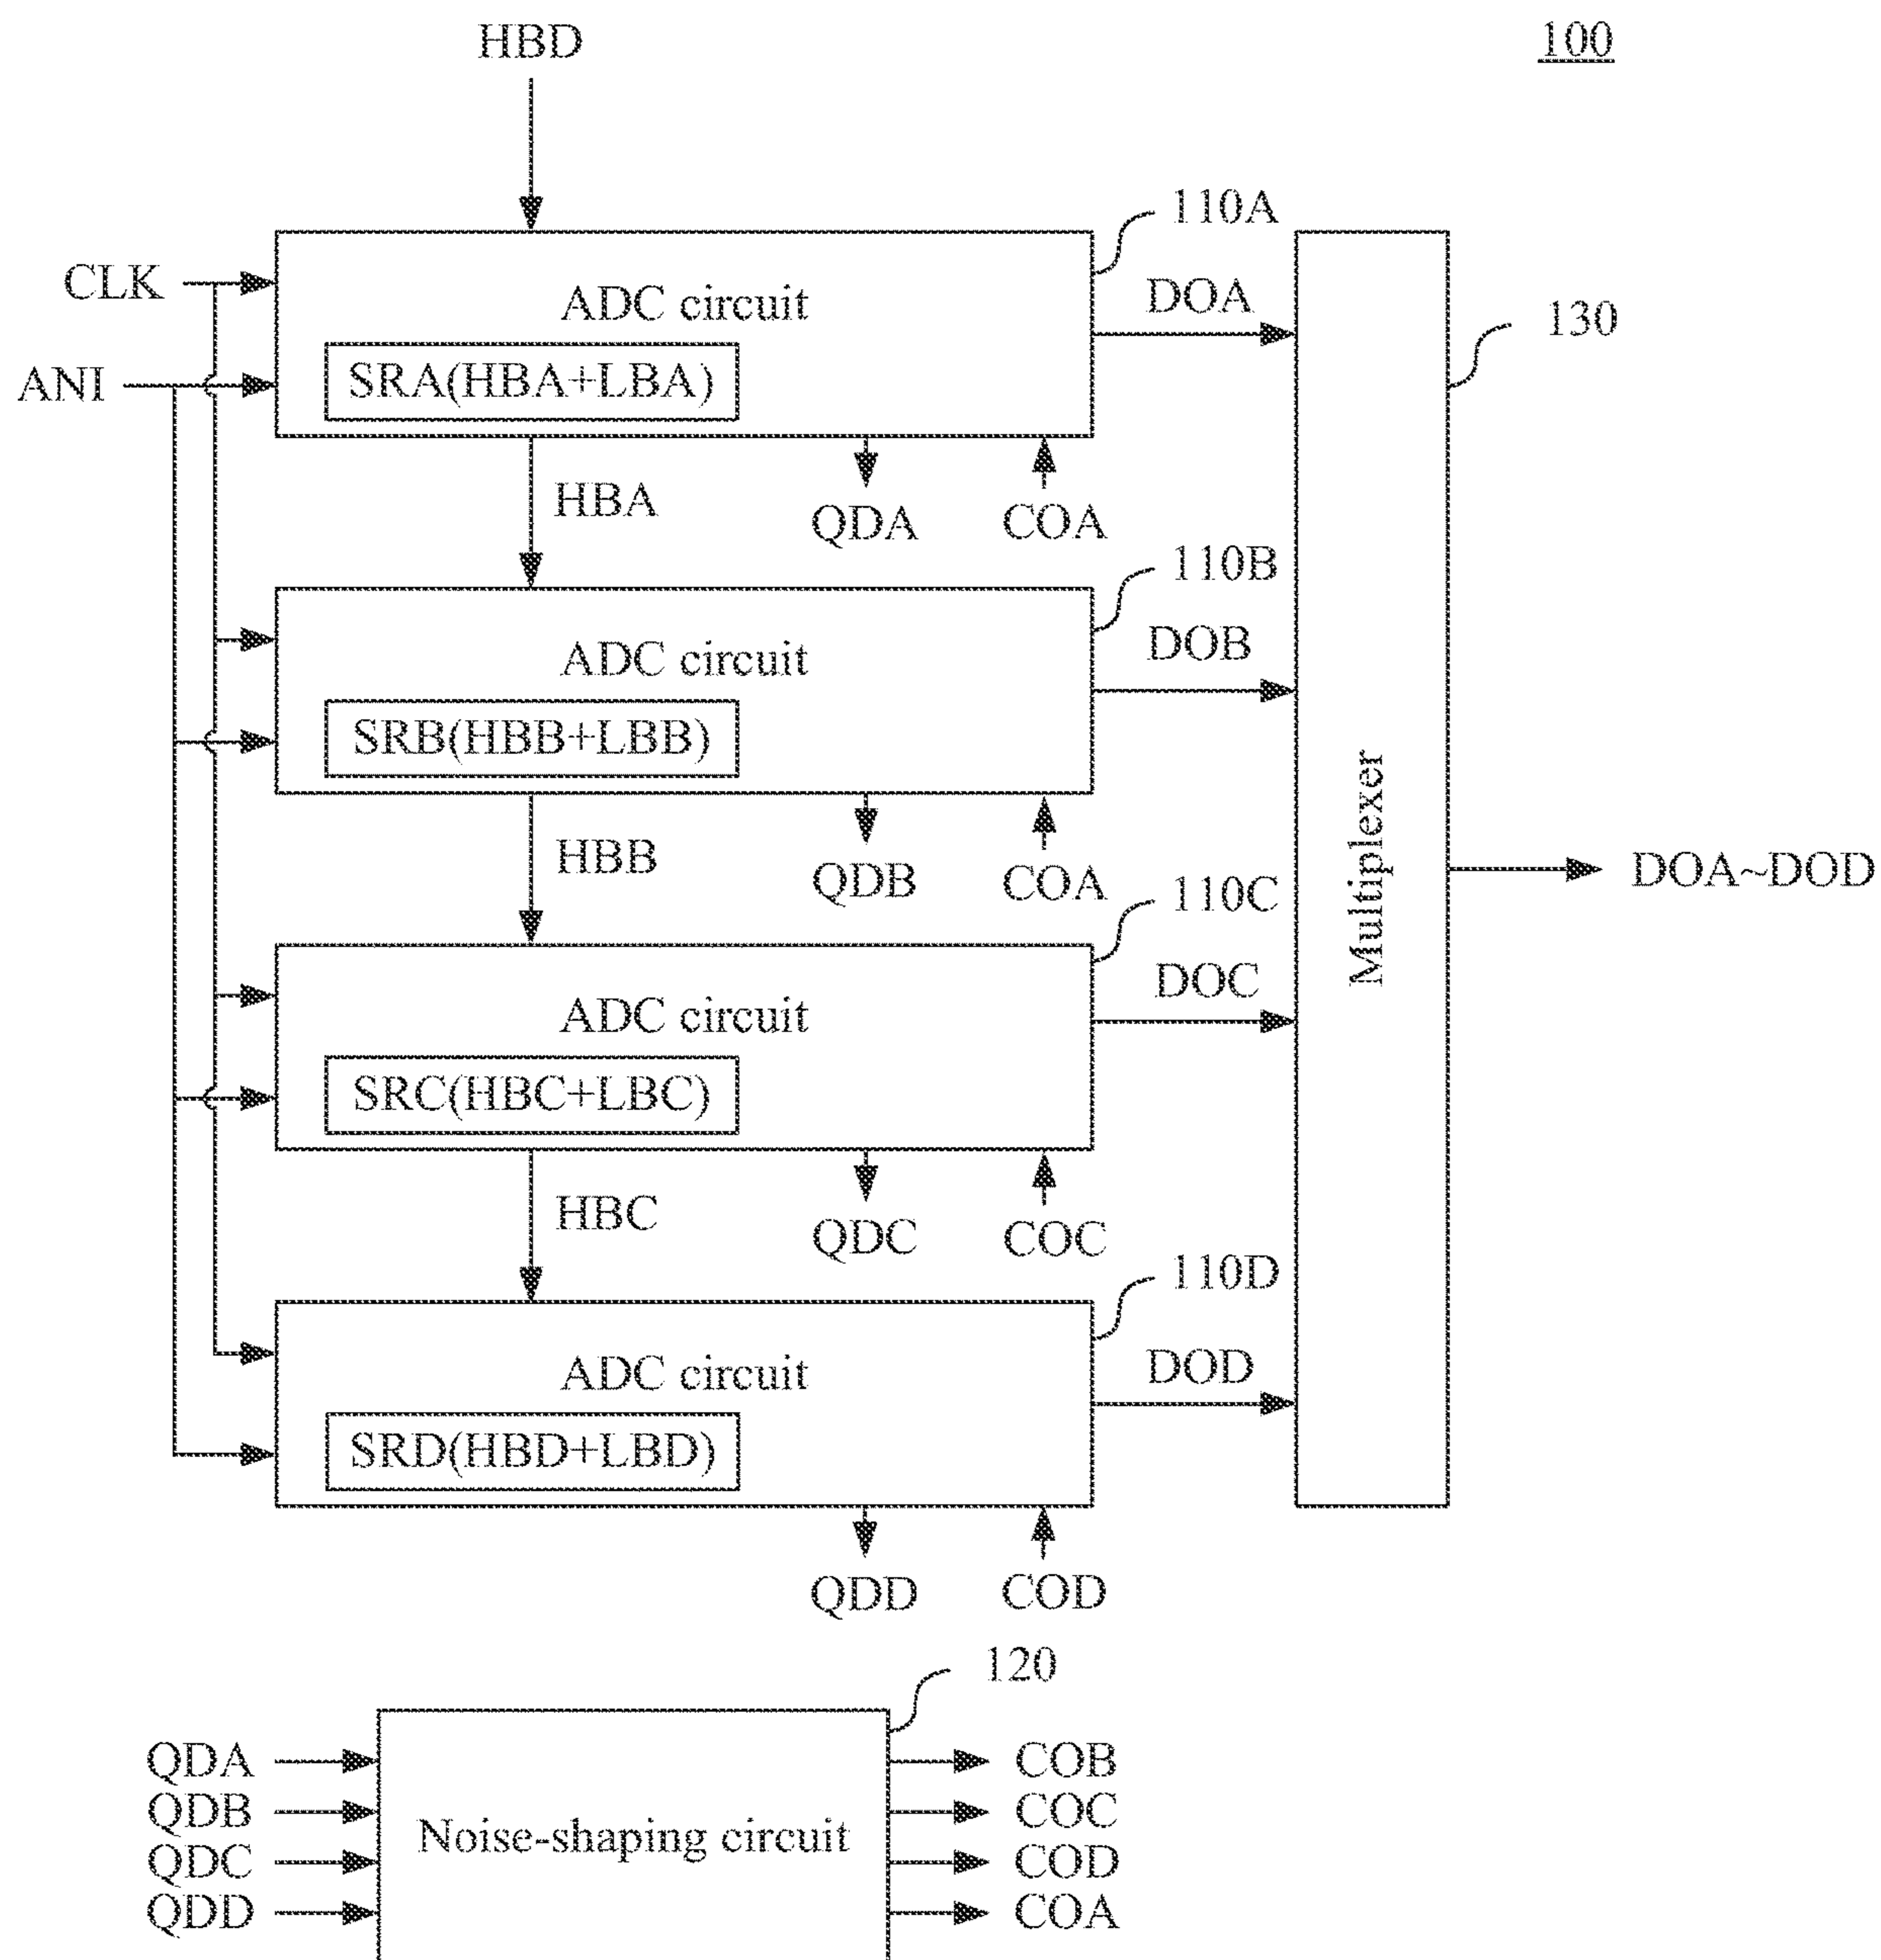 HBD
100
110A
CLK
ADC circuit
DOA
130
ANI
SRA(HBA+LBA)
HBA
QDA
COA
110B
ADC circuit
DOB
SRB(HBB+LBB)
HBB
QDB
COA
Multiplexer
DOA~DOD
110C
ADC circuit
DOC
SRC(HBC+LBC)
HBC
QDC
COC
110D
ADC circuit
DOD
SRD(HBD+LBD)
QDD
COD
120
QDA
COB
QDB
COC
Noise-shaping circuit
QDC
COD
QDD
COA